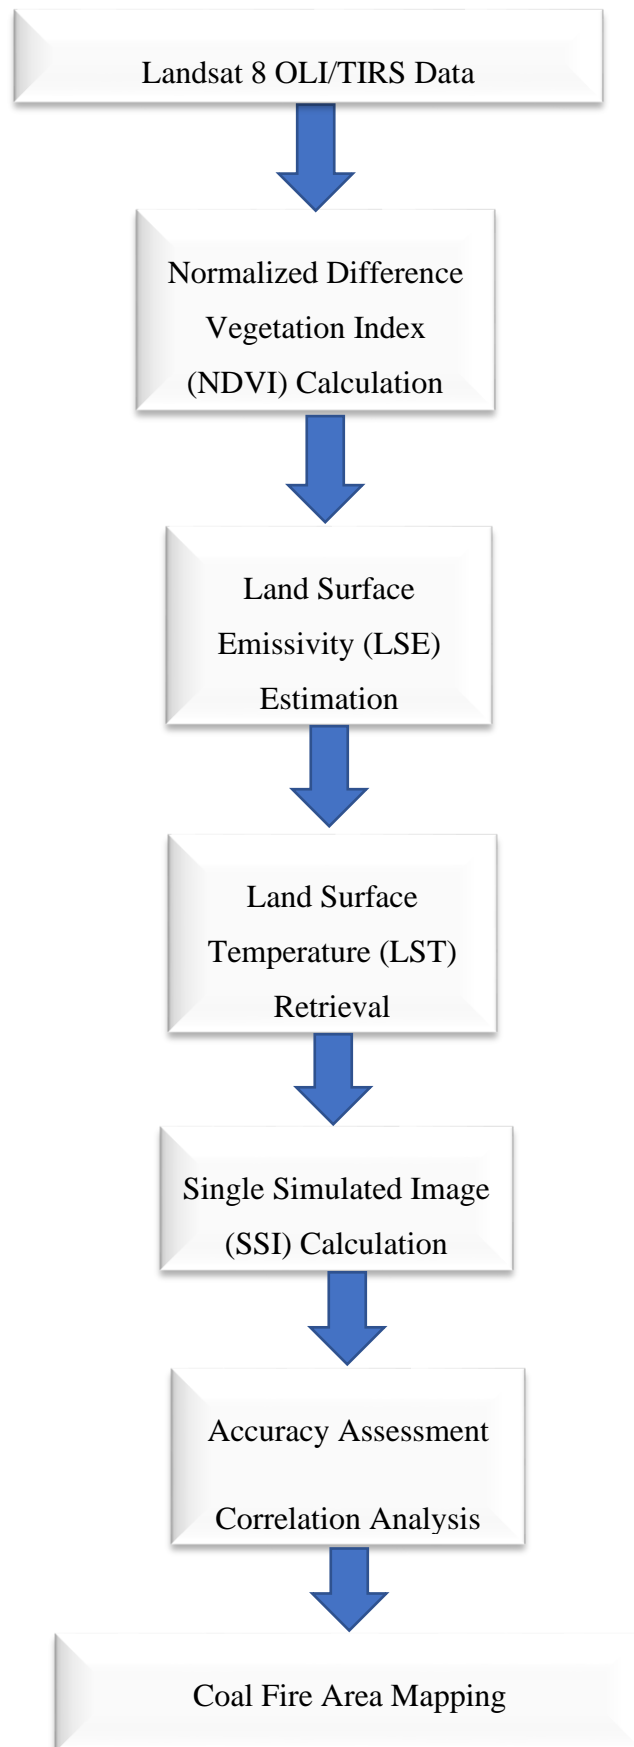 Landsat 8 OLI/TIRS Data
Normalized Difference
Vegetation Index
(NDVI) Calculation
Land Surface
Emissivity (LSE)
Estimation
Land Surface
Temperature (LST)
Retrieval
Single Simulated Image
(SSI) Calculation
Accuracy Assessment
Correlation Analysis
Coal Fire Area Mapping